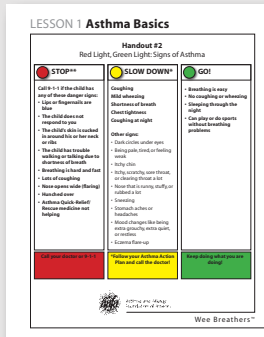 LESSON 1 Asthma Basics
Handout #2
Red Light, Green Light: Signs of Asthma
STOP**
Call 9-1-1 if the child has
any of these danger signs:
• Lips or fingernails are
blue
• The child does not
respond to you
• The child's skin is sucked
in around his or her neck
or ribs
• The child has trouble
walking or talking due to
shortness of breath
• Breathing is hard and fast
• Lots of coughing
• Nose opens wide (flaring)
• Hunched over
• Asthma Quick-Relief/
Rescue medicine not
helping
Call your doctor or 9-1-1
SLOW DOWN*
Coughing
Mild wheezing
Shortness of breath
Chest tightness
Coughing at night
Other signs:
• Dark circles under eyes
• Being pale, tired, or feeling
weak
• Itchy chin
• Itchy, scratchy, sore throat,
or clearing throat a lot
• Nose that is runny, stuffy, or
rubbed a lot
• Sneezing
• Stomach aches or
headaches
• Mood changes like being
extra grouchy, extra quiet,
or restless
• Eczema flare-up
*Follow your Asthma Action
Plan and call the doctor!
GO!
• Breathing is easy
• No coughing or wheezing
• Sleeping through the
night
• Can play or do sports
without breathing
problems
Keep doing what you are
doing!
Wee Breathers™